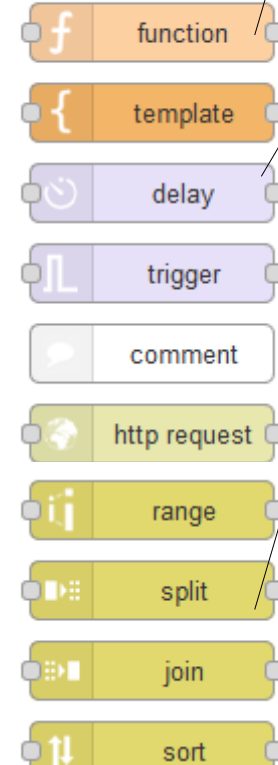 function
template
delay
trigger
comment
http request
range
split
join
sort